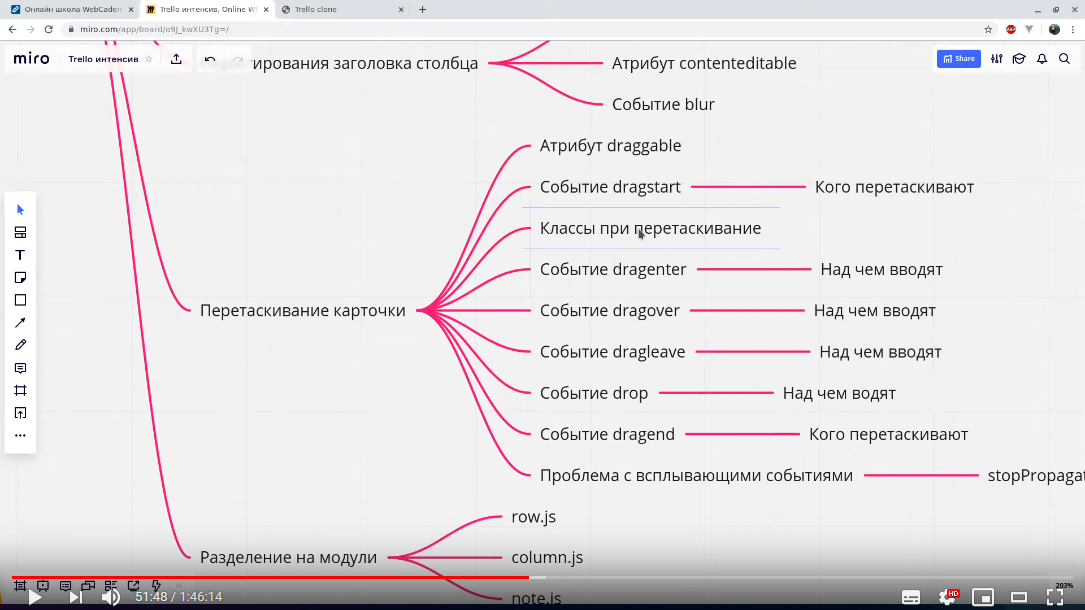 Онлайн школа WebCaden
Trello интенсив, Online Wh
Trello clone
miro.com/app/board/o9J_kwXU3Tg=/
miro
Trello интенсив
Share
тирования заголовка столбца
Атрибут contenteditable
Событие blur
Атрибут draggable
Событие dragstart
Кого перетаскивают
Классы при перетаскивание
Событие dragenter
Над чем вводят
Перетаскивание карточки
Событие dragover
Над чем вводят
Событие dragleave
Над чем вводят
Событие drop
Над чем водят
Событие dragend
Кого перетаскивают
Проблема с всплывающими событиями
stopPropagat
row.js
Разделение на модули
column.js
note.js
203%
51:48 / 1:46:14
HD